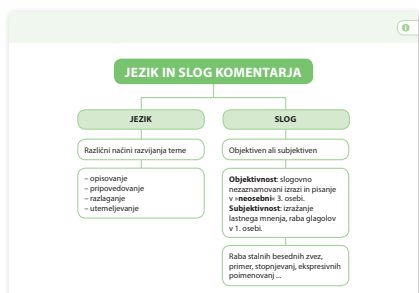 JEZIK IN SLOG KOMENTARJA
JEZIK
Različni načini razvijanja teme
– opisovanje
– pripovedovanje
– razlaganje
– utemeljevanje
SLOG
Objektiven ali subjektiven
Objektivnost: slogovno
nezaznamovani izrazi in pisanje
v »neosebni« 3. osebi.
Subjektivnost: izražanje
lastnega mnenja, raba glagolov
v 1. osebi.
Raba stalnih besednih zvez,
primer, stopnjevanj, ekspresivnih
poimenovanj ...